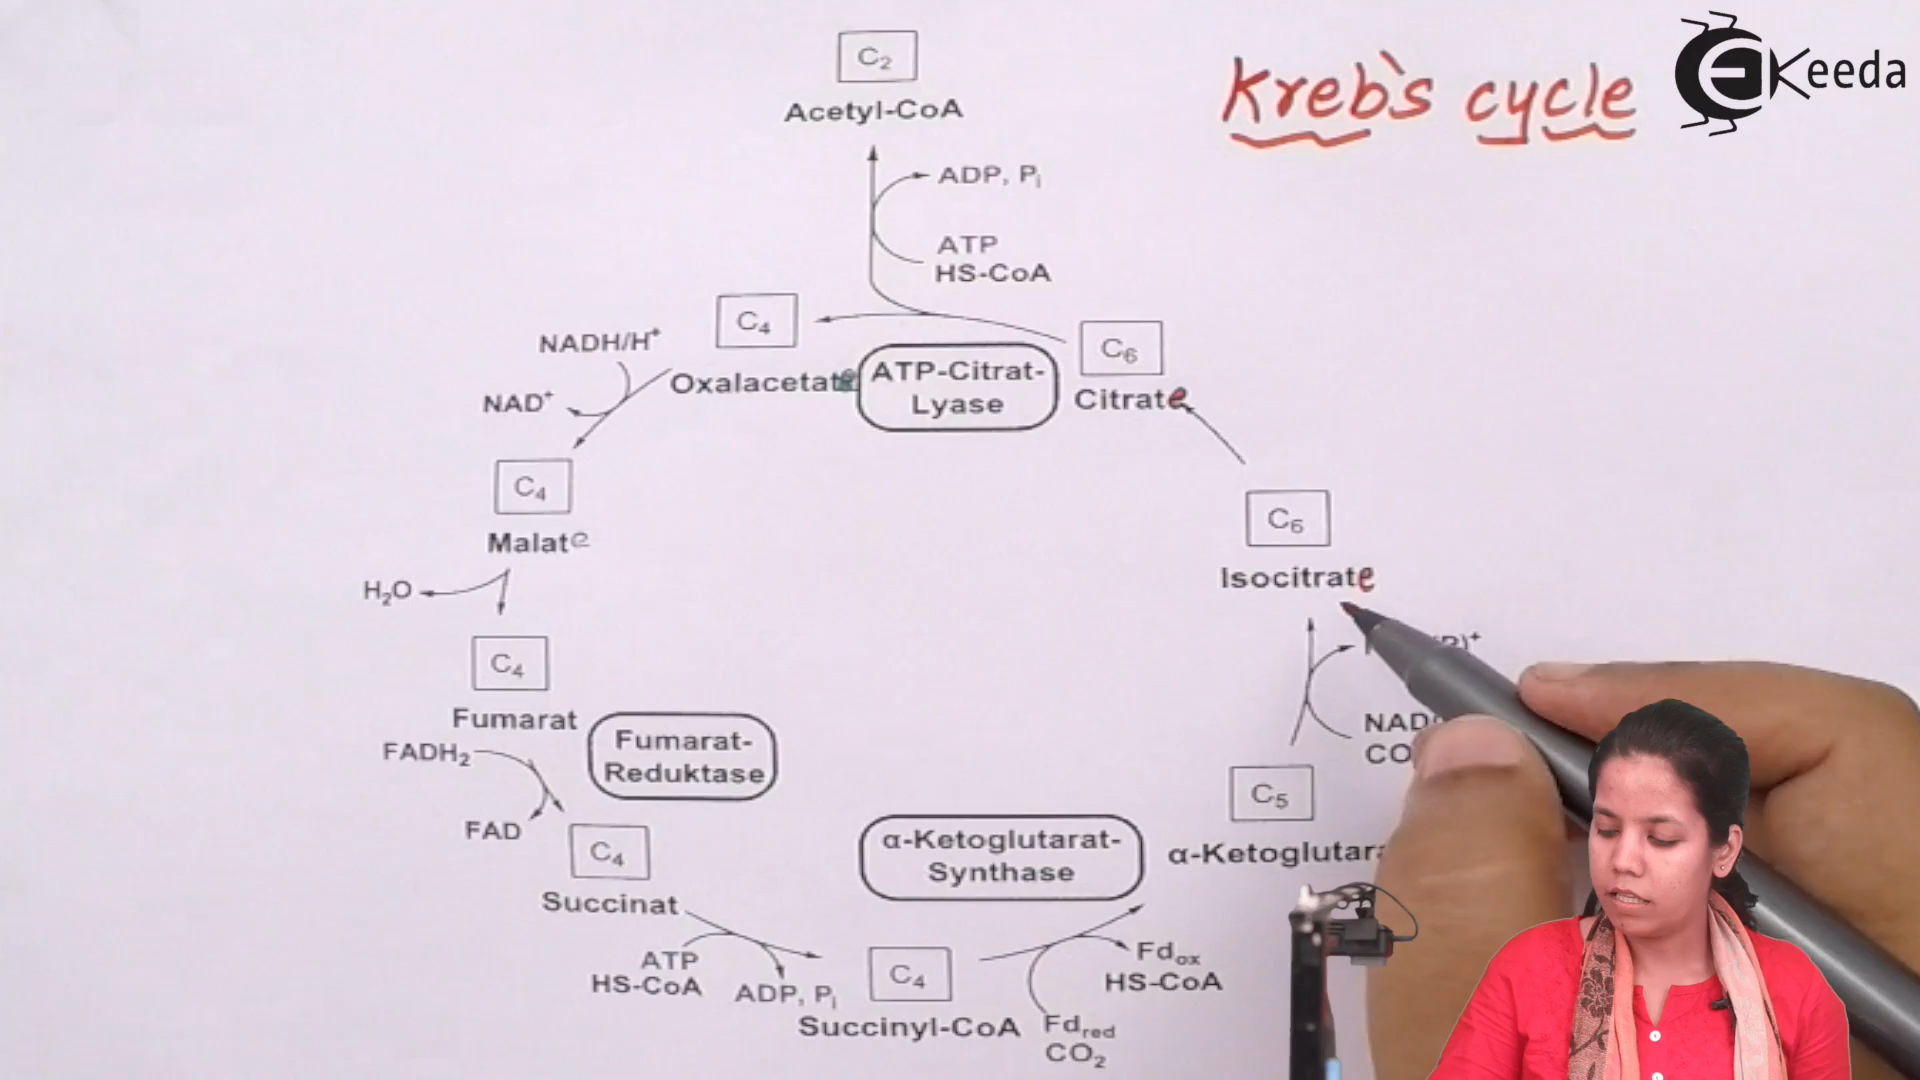 Kreb's cycle
EKeeda
C2
Acetyl-CoA
ADP, Pi
ATP
HS-CoA
C4
Oxalacetate
ATP-Citrat-
Lyase
C6
Citrate
NADH/H+
NAD+
C4
Malate
H2O
C6
Isocitrate
C4
Fumarat
FADH2
FAD
Fumarat-
Reduktase
C5
C4
Succinat
α-Ketoglutarat-
Synthase
ATP
HS-CoA
ADP, Pi
C4
Succinyl-CoA
Fdox
HS-CoA
Fdred
CO2